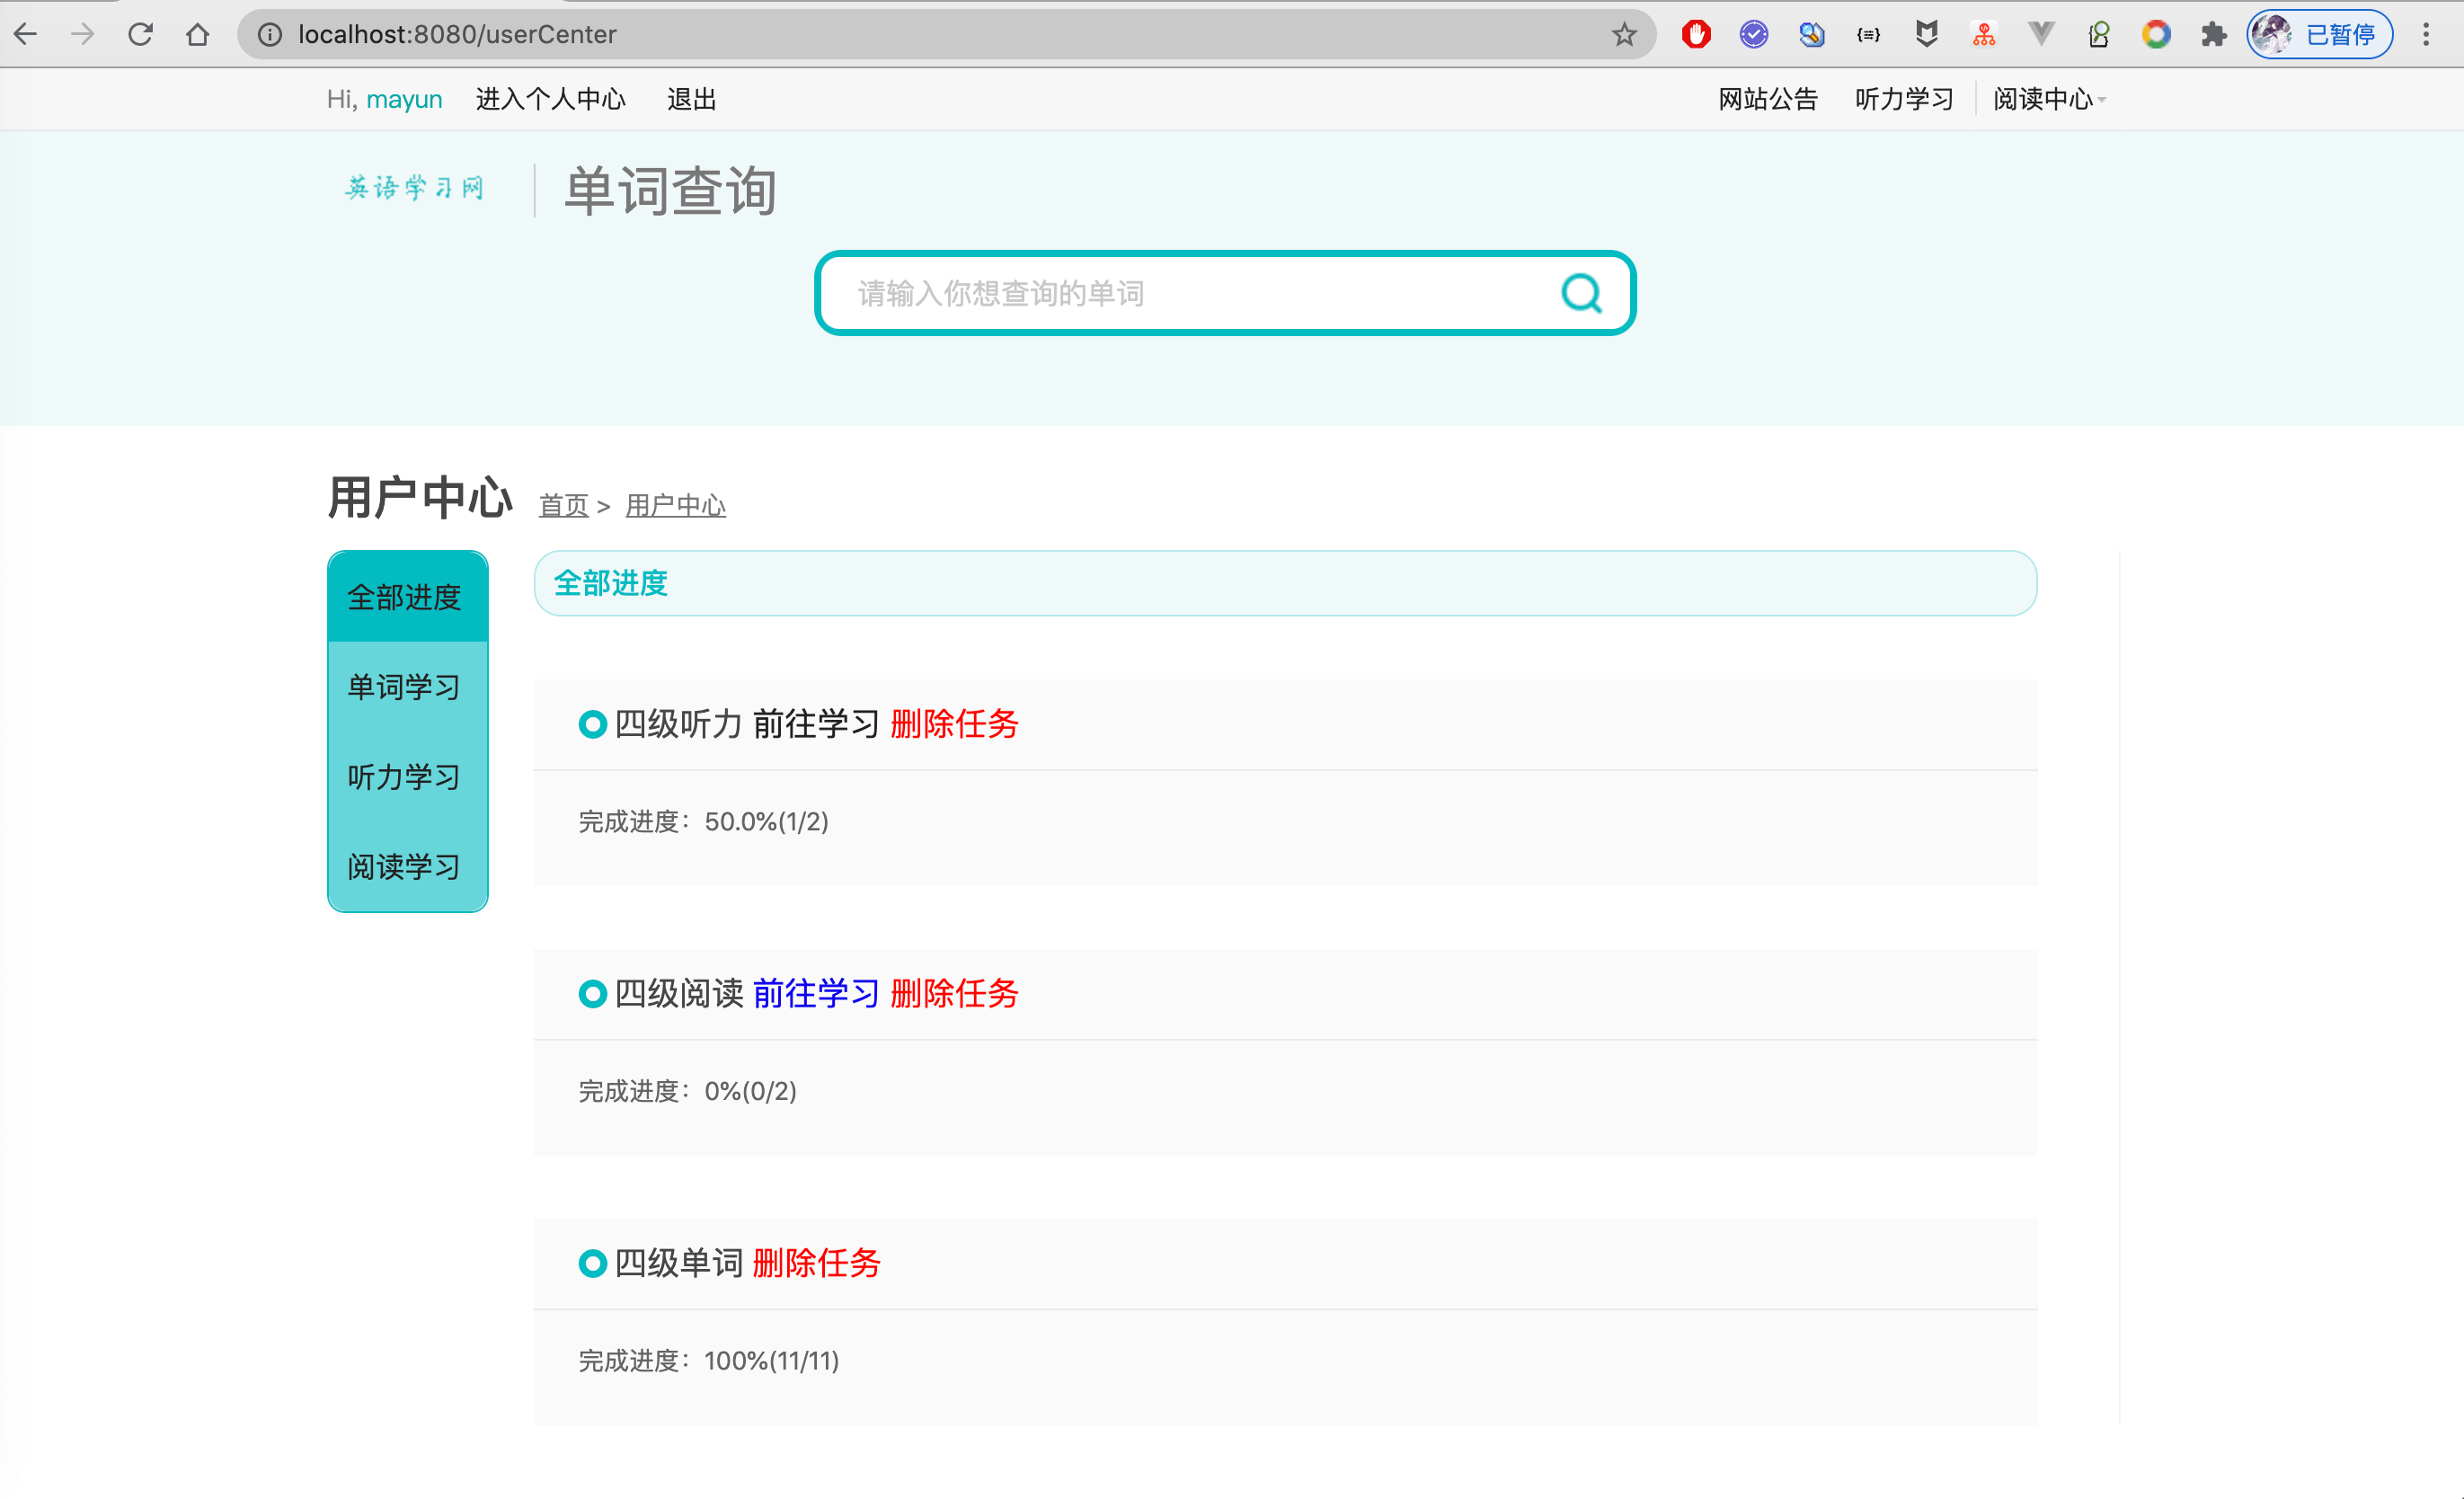 localhost:8080/userCenter
已暂停
Hi, mayun 进入个人中心 退出 网站公告 听力学习 阅读中心
英语学习网 单词查询
请输入你想查询的单词
用户中心 首页 > 用户中心
全部进度
单词学习
听力学习
阅读学习
全部进度
四级听力 前往学习 删除任务
完成进度：50.0%(1/2)
四级阅读 前往学习 删除任务
完成进度：0%(0/2)
四级单词 删除任务
完成进度：100%(11/11)